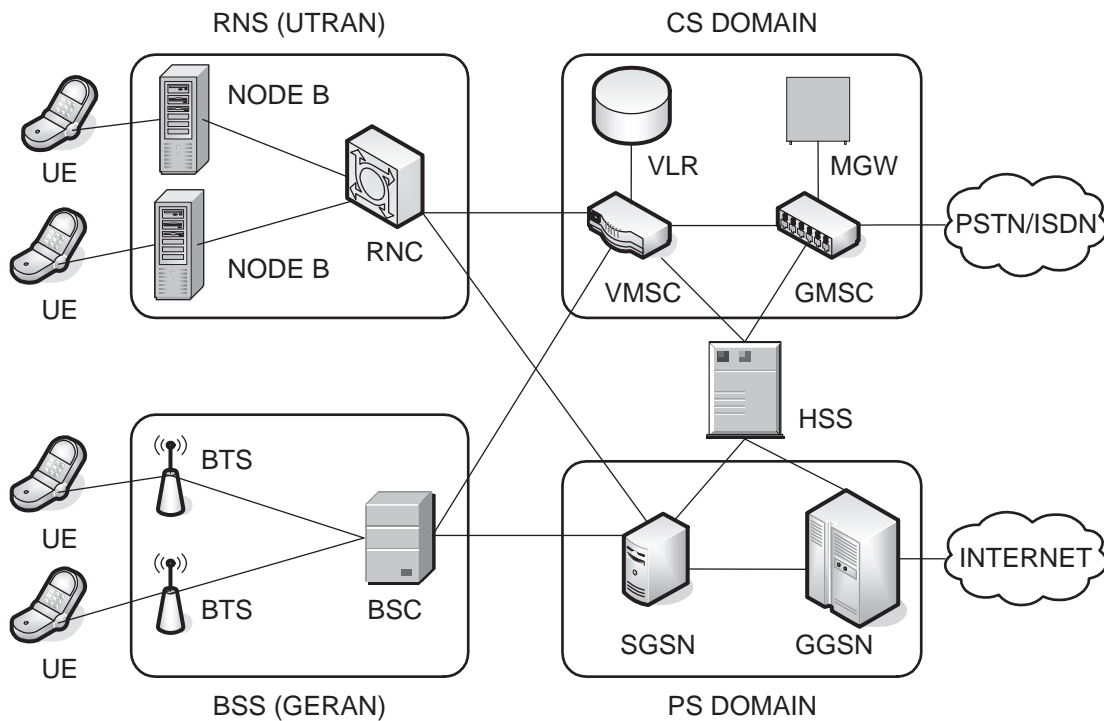 RNS (UTRAN)
CS DOMAIN
NODE B
UE
VLR
MGW
PSTN/ISDN
RNC
NODE B
UE
VMSC
GMSC
HSS
BTS
UE
INTERNET
BTS
BSC
SGSN
GGSN
UE
BSS (GERAN)
PS DOMAIN